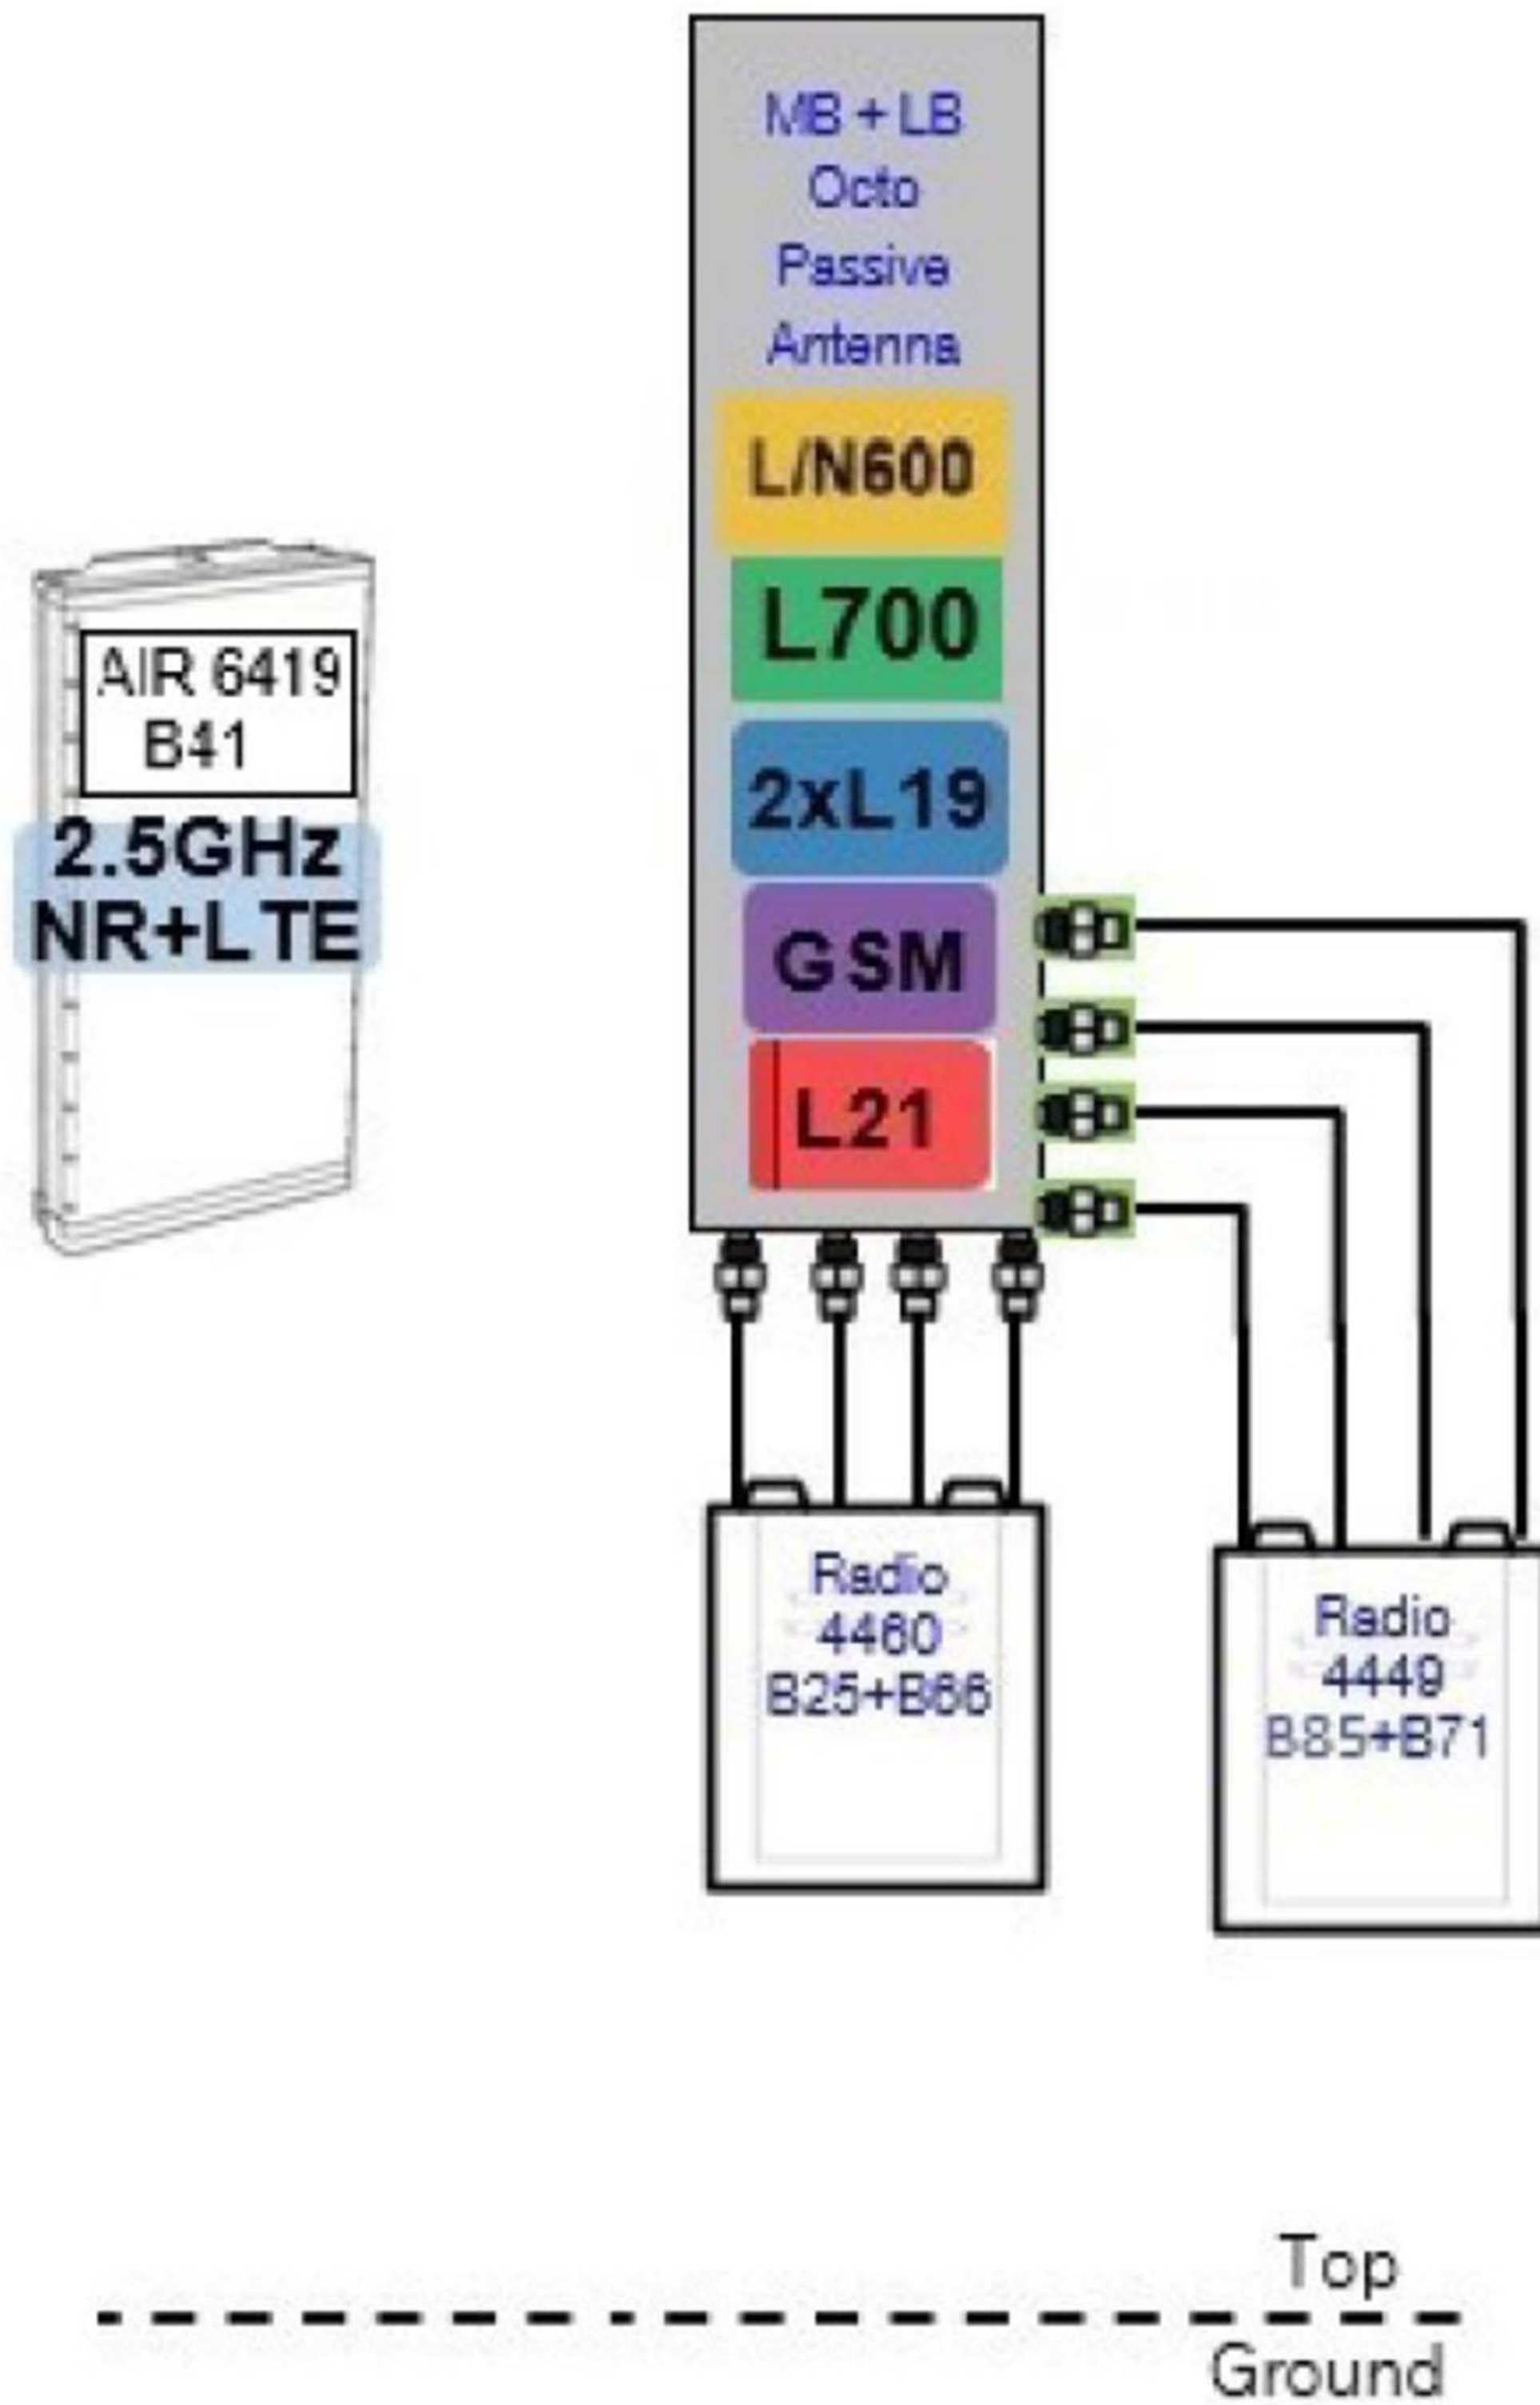 MB + LB
Octo
Passive
Antenna
L/N600
L700
2xL19
GSM
L21
AIR 6419
B41
2.5GHz
NR+LTE
Radio
4460
B25+B66
Radio
4449
B85+B71
Top
Ground